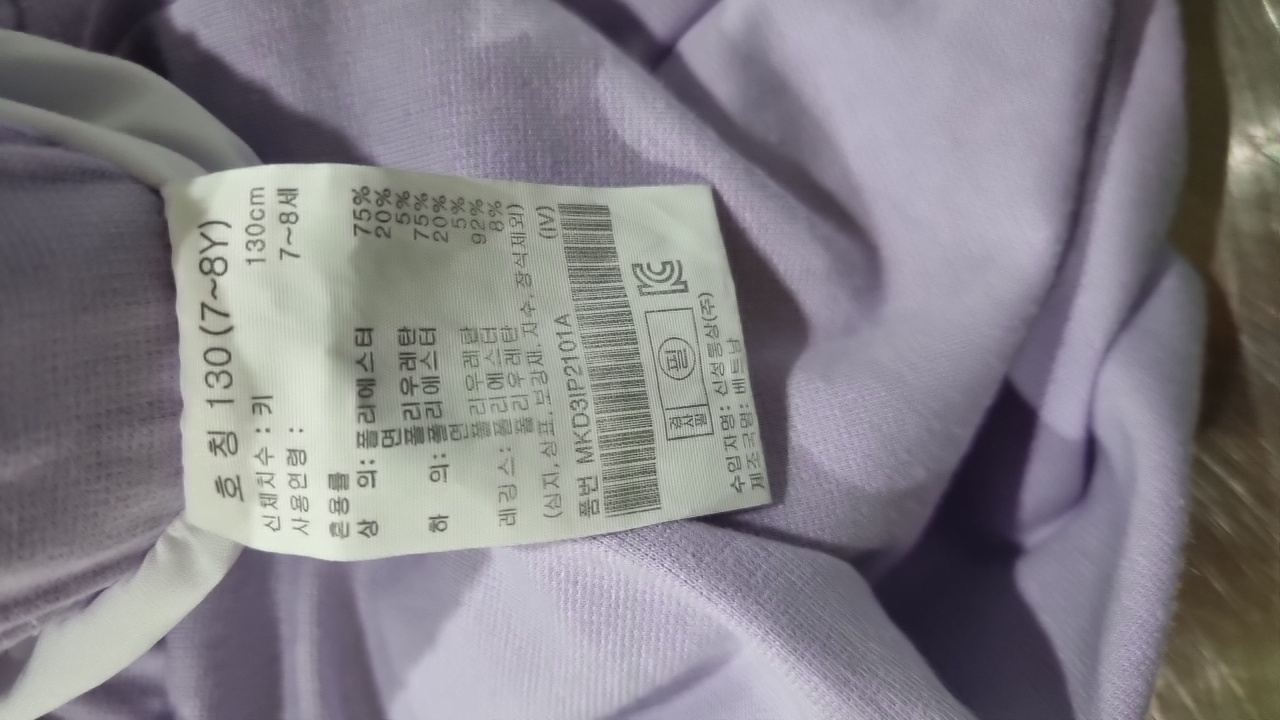 호 칭 130(7~8Y)
신체치수 : 키 130cm
사용연령 : 7~8세
혼용률
상 의: 폴리에스터 75%
면 20%
폴리우레탄 5%
하 의: 폴리에스터 75%
면 20%
폴리우레탄 5%
레깅스: 폴리에스터 92%
폴리우레탄 8%
(심지, 상표, 보강재, 자수, 장식제외)
품번 MKD3IP2101A (IV)
검사필 필
수입자명: 신성통상(주)
제조국명: 베트남